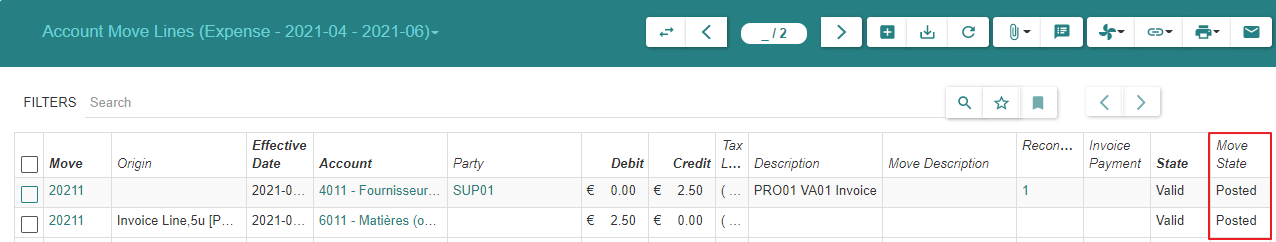 Account Move Lines (Expense - 2021-04 - 2021-06)
_ / 2
FILTERS Search
Move Origin Effective Date Account Party Debit Credit Tax L... Description Move Description Recon... Invoice Payment State Move State
20211 2021-0... 4011 - Fournisseur... SUP01 € 0.00 € 2.50 ( ... PRO01 VA01 Invoice 1 Valid Posted
20211 Invoice Line,5u [P... 2021-0... 6011 - Matières (o... € 2.50 € 0.00 ( ... Valid Posted